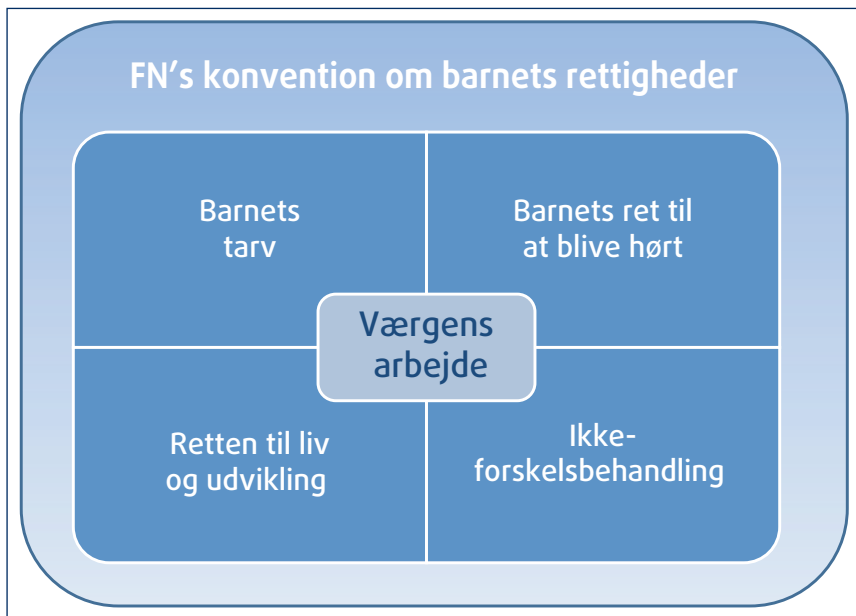 FN's konvention om barnets rettigheder
Barnets
tarv
Barnets ret til
at blive hørt
Værgens
arbejde
Retten til liv
og udvikling
Ikke-
forskelsbehandling